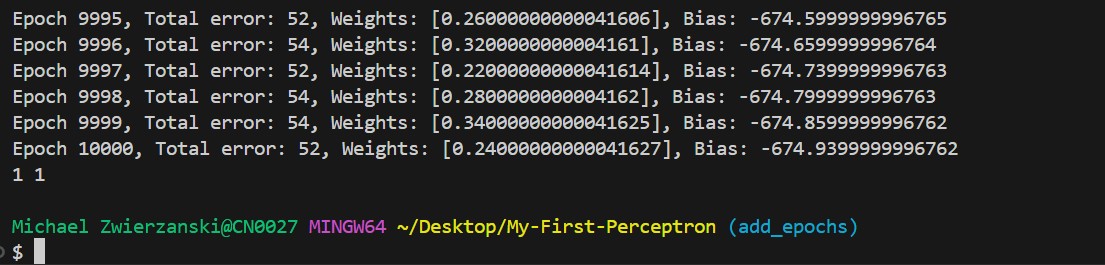 Epoch 9995, Total error: 52, Weights: [0.26000000000041606], Bias: -674.5999999996765
Epoch 9996, Total error: 54, Weights: [0.3200000000004161], Bias: -674.6599999996764
Epoch 9997, Total error: 52, Weights: [0.22000000000041614], Bias: -674.7399999996763
Epoch 9998, Total error: 54, Weights: [0.2800000000004162], Bias: -674.7999999996763
Epoch 9999, Total error: 54, Weights: [0.34000000000041625], Bias: -674.8599999996762
Epoch 10000, Total error: 52, Weights: [0.24000000000041627], Bias: -674.9399999996762
1 1
Michael Zwierzanski@CN0027 MINGW64 ~/Desktop/My-First-Perceptron (add_epochs)
$